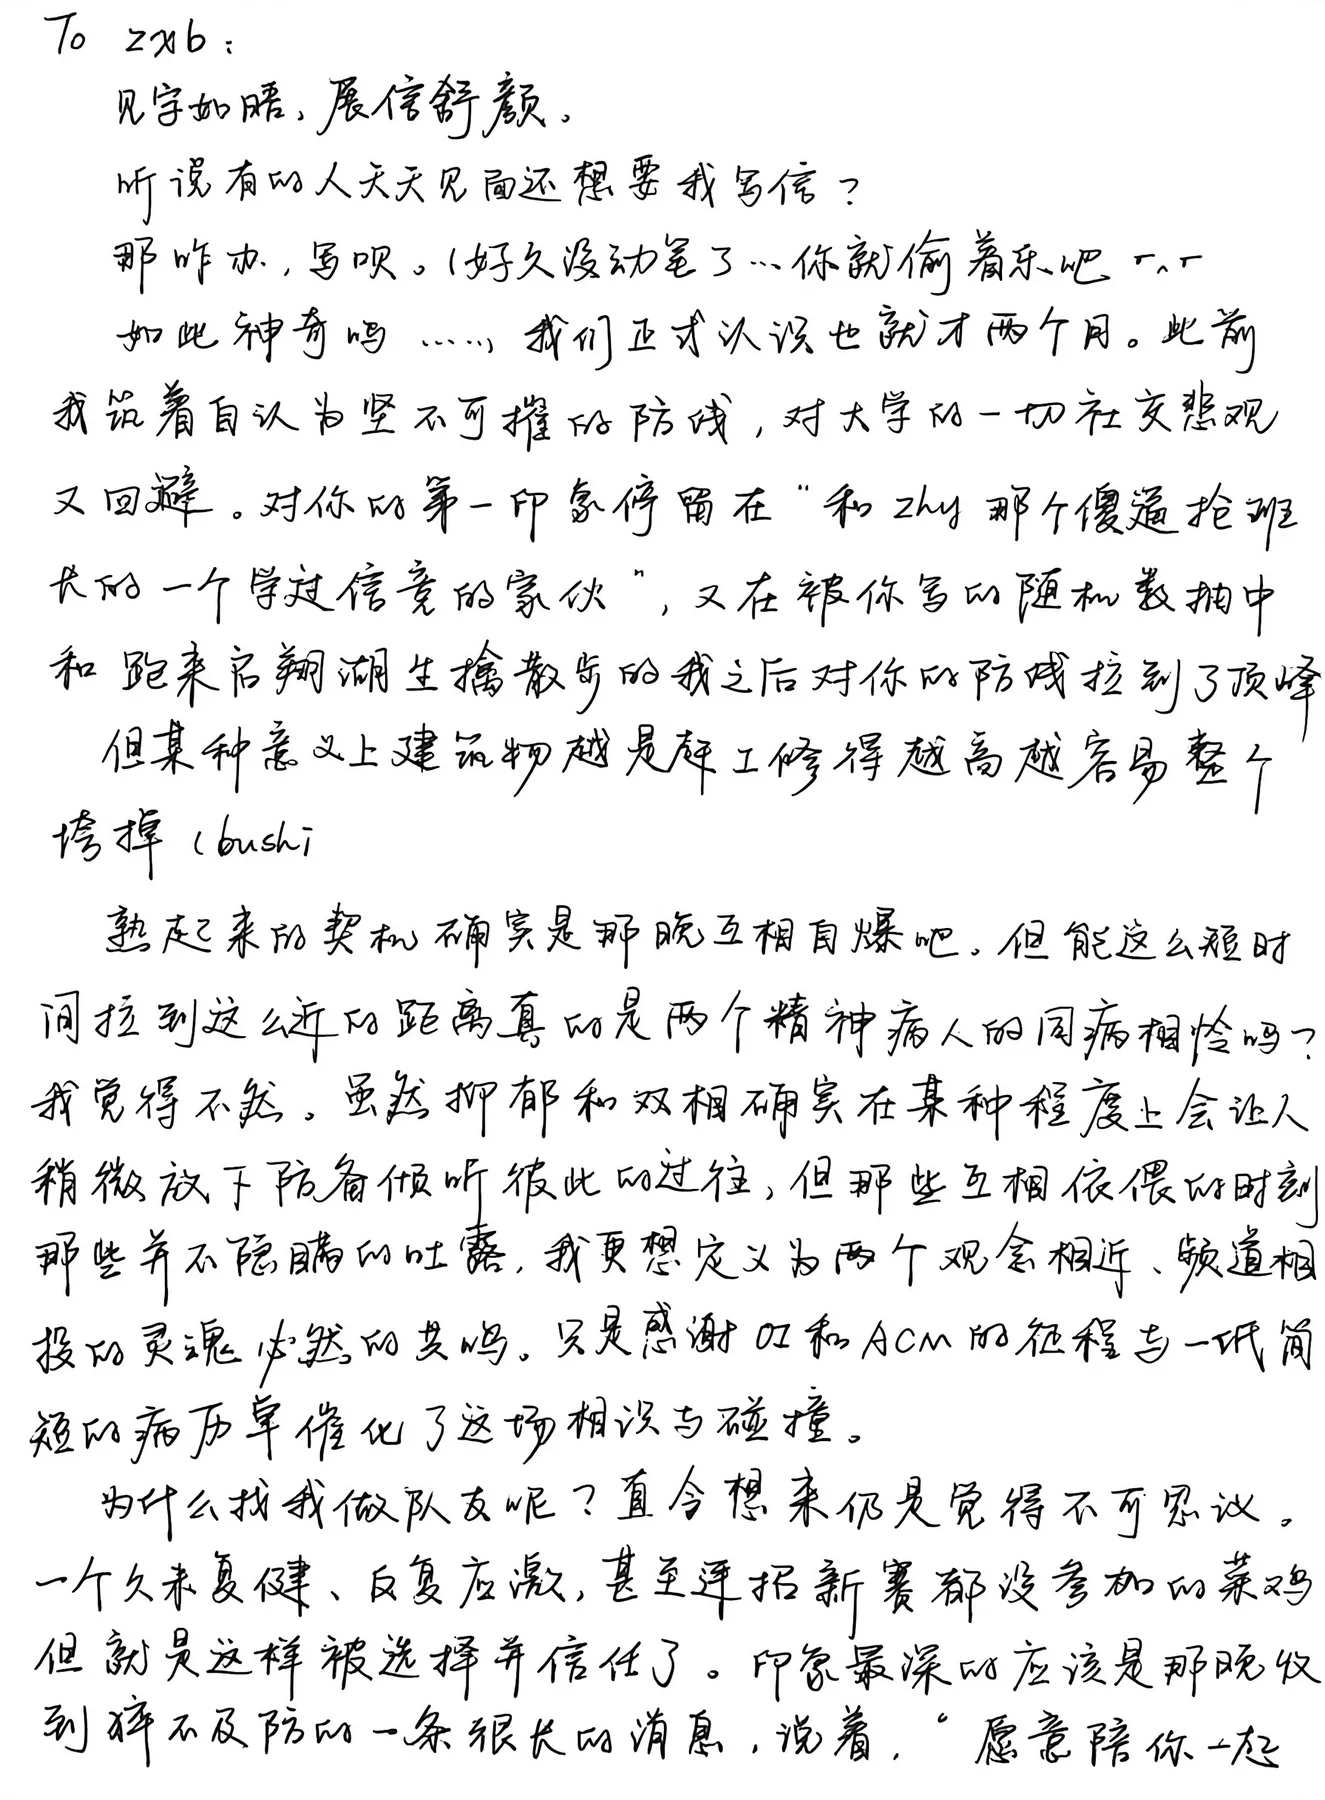 To zxb：
见字如晤，展信舒颜。
听说有的人天天见面还想要我写信？
那咋办，写呗。（好久没动笔了…你就偷着乐吧 ┬^┬
如此神奇吗……，我们正式认识也就才两个月。此前
我筑着自认为坚不可摧的防线，对大学的一切社交悲观
又回避。对你的第一印象停留在“和zhy那个傻逼抢班
长的一个学过信竞的家伙”，又在被你写的随机数抽中
和跑来启翔湖生擒散步的我之后对你的防线拉到了顶峰
但某种意义上建筑物越是赶工修得越高越容易整个
垮掉（bushi
熟起来的契机确实是那晚互相自爆吧。但能这么短时
间拉到这么近的距离真的是两个精神病人的同病相怜吗？
我觉得不然。虽然抑郁和双相确实在某种程度上会让人
稍微放下防备倾听彼此的过往，但那些互相依偎的时刻
那些并不隐瞒的吐露，我更想定义为两个观念相近、频道相
投的灵魂必然的共鸣。只是感谢OI和ACM的征程与一纸简
短的病历单催化了这场相识与碰撞。
为什么找我做队友呢？直今想来仍是觉得不可思议。
一个久未复健、反复应激，甚至连招新赛都没参加的菜鸡
但就是这样被选择并信任了。印象最深的应该是那晚收
到猝不及防的一条很长的消息，说着，“愿意陪你一起